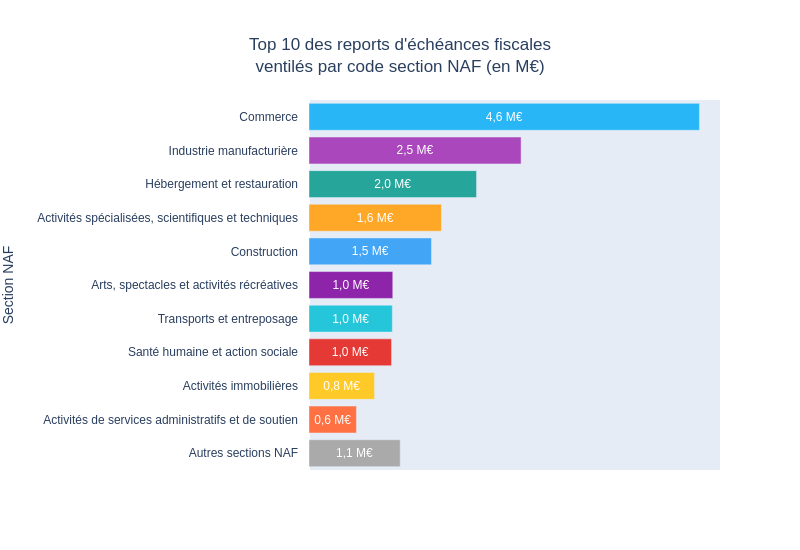 Top 10 des reports d'échéances fiscales
ventilés par code section NAF (en M€)
Section NAF
Commerce 4,6 M€
Industrie manufacturière 2,5 M€
Hébergement et restauration 2,0 M€
Activités spécialisées, scientifiques et techniques 1,6 M€
Construction 1,5 M€
Arts, spectacles et activités récréatives 1,0 M€
Transports et entreposage 1,0 M€
Santé humaine et action sociale 1,0 M€
Activités immobilières 0,8 M€
Activités de services administratifs et de soutien 0,6 M€
Autres sections NAF 1,1 M€